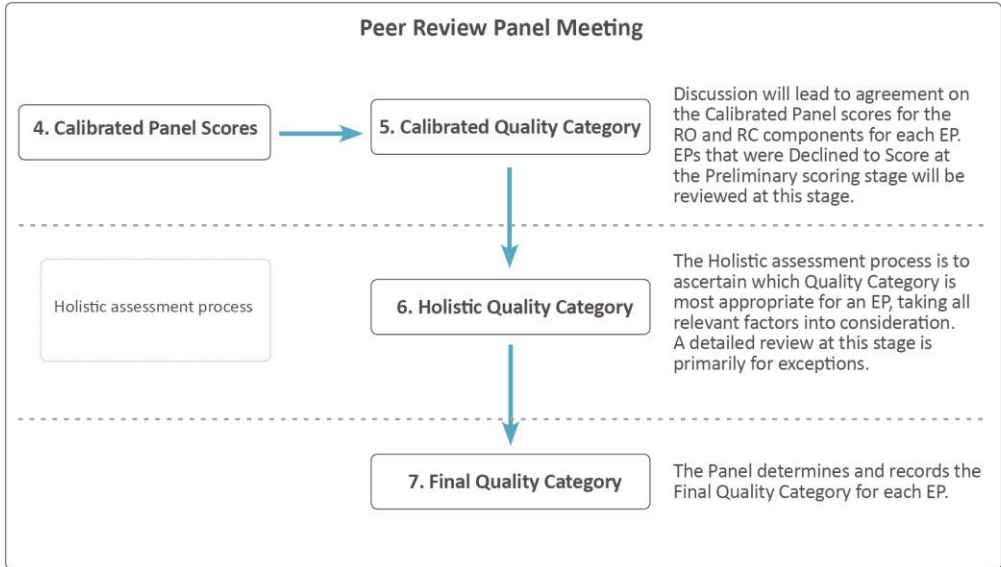 Peer Review Panel Meeting
4. Calibrated Panel Scores
5. Calibrated Quality Category
Discussion will lead to agreement on
the Calibrated Panel scores for the
RO and RC components for each EP.
EPs that were Declined to Score at
the Preliminary scoring stage will be
reviewed at this stage.
Holistic assessment process
6. Holistic Quality Category
The Holistic assessment process is to
ascertain which Quality Category is
most appropriate for an EP, taking all
relevant factors into consideration.
A detailed review at this stage is
primarily for exceptions.
7. Final Quality Category
The Panel determines and records the
Final Quality Category for each EP.